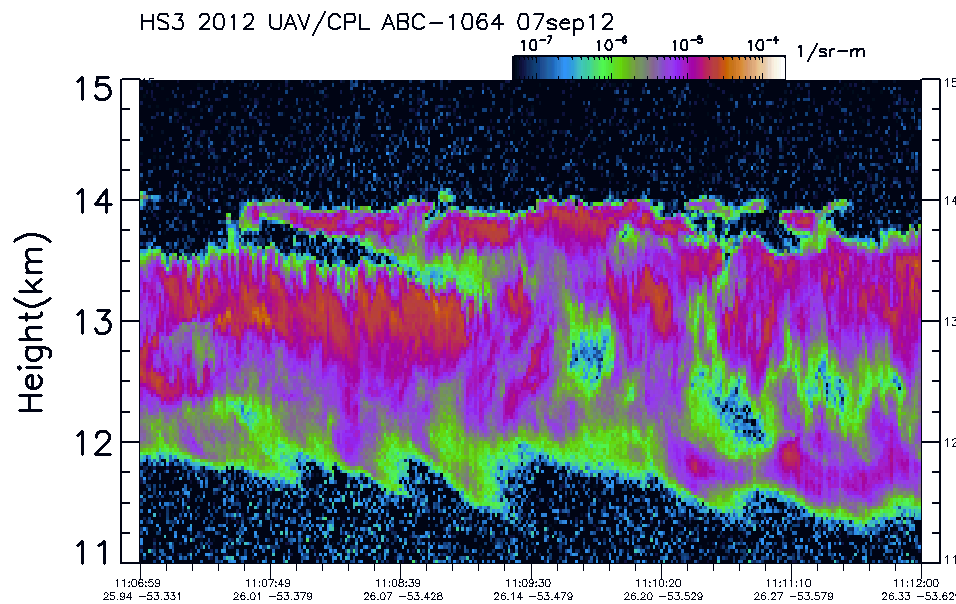 HS3 2012 UAV/CPL ABC-1064 07sep12
10-7 10-6 10-5 10-4 1/sr-m
15 15 15
14 14
13 13
12 12
11 11
Height(km)
11:06:59 11:07:49 11:08:39 11:09:30 11:10:20 11:11:10 11:12:00
25.94 -53.331 26.01 -53.379 26.07 -53.428 26.14 -53.479 26.20 -53.529 26.27 -53.579 26.33